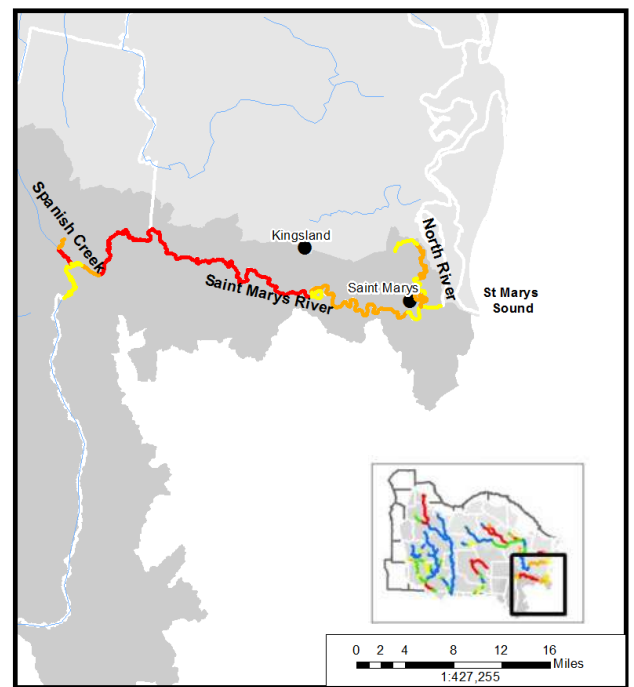 Spanish Creek
Kingsland
North River
Saint Marys
Saint Marys River
St Marys
Sound
0 2 4 8 12 16
Miles
1:427,255